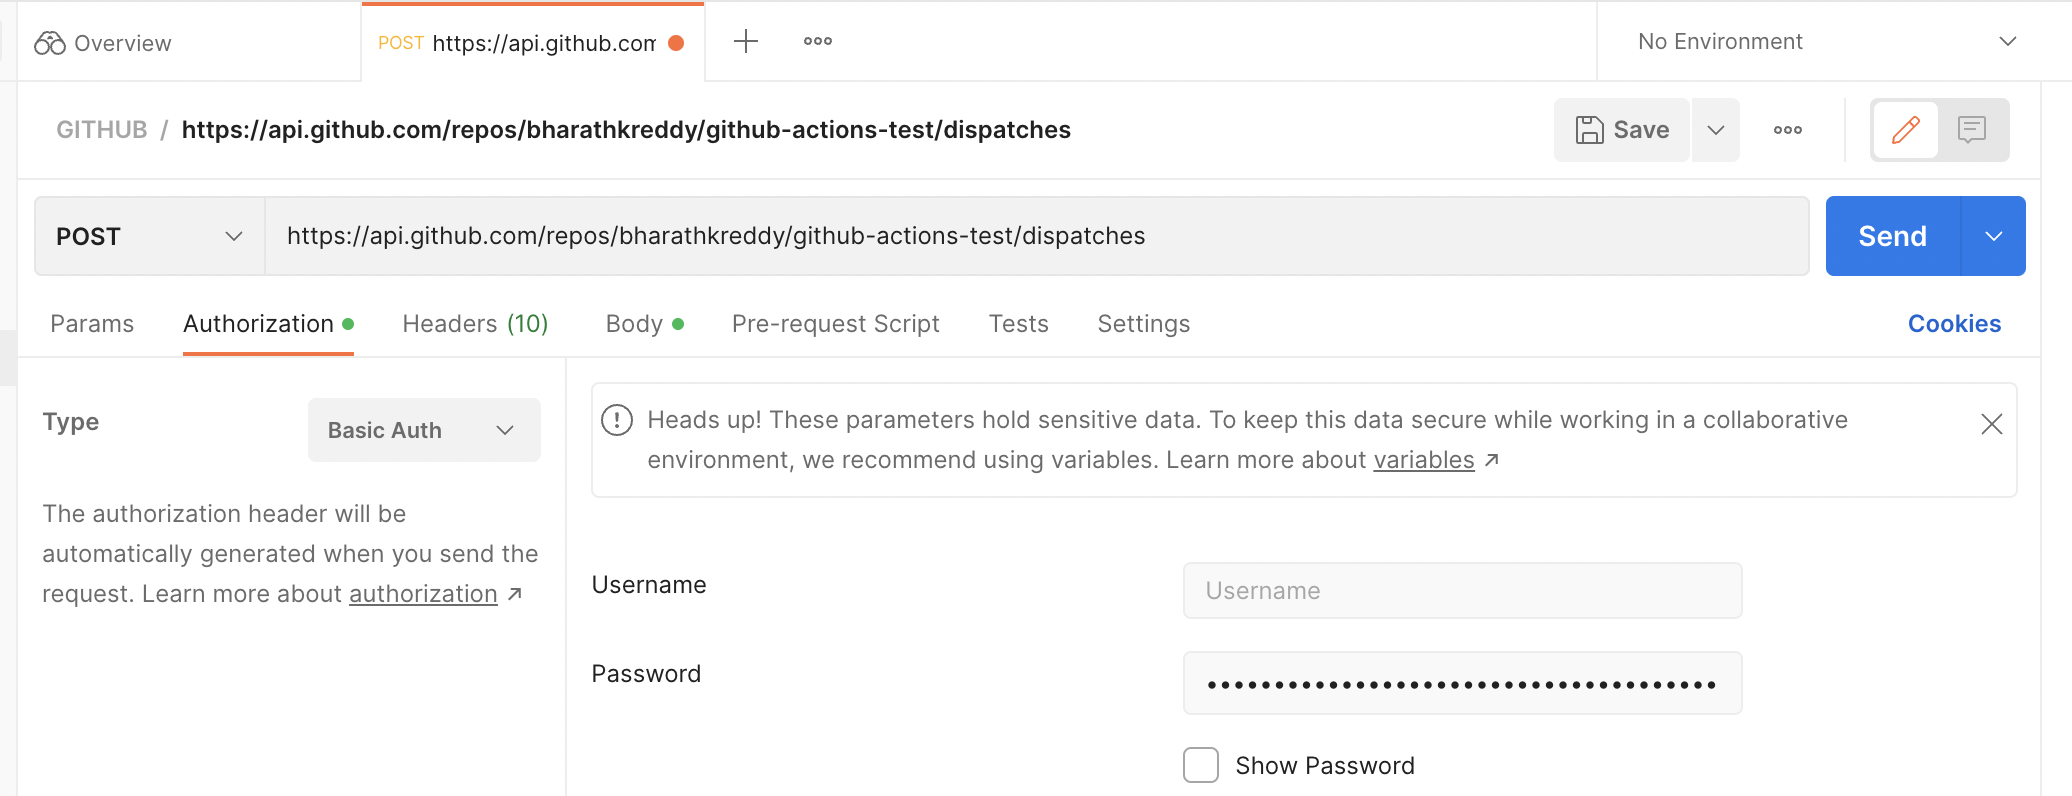 Overview
POST https://api.github.com
No Environment
GITHUB / https://api.github.com/repos/bharathkreddy/github-actions-test/dispatches
Save
POST
https://api.github.com/repos/bharathkreddy/github-actions-test/dispatches
Send
Params
Authorization
Headers (10)
Body
Pre-request Script
Tests
Settings
Cookies
Type
Basic Auth
The authorization header will be
automatically generated when you send the
request. Learn more about authorization ↗
Heads up! These parameters hold sensitive data. To keep this data secure while working in a collaborative
environment, we recommend using variables. Learn more about variables ↗
Username
Username
Password
••••••••••••••••••••••••••••••••••••••
Show Password